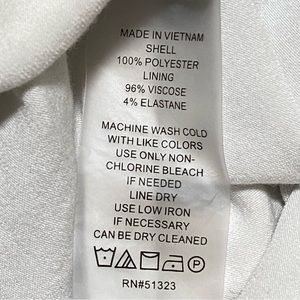 MADE IN VIETNAM
SHELL
100% POLYESTER
LINING
96% VISCOSE
4% ELASTANE
MACHINE WASH COLD
WITH LIKE COLORS
USE ONLY NON-
CHLORINE BLEACH
IF NEEDED
LINE DRY
USE LOW IRON
IF NECESSARY
CAN BE DRY CLEANED
P
RN#51323